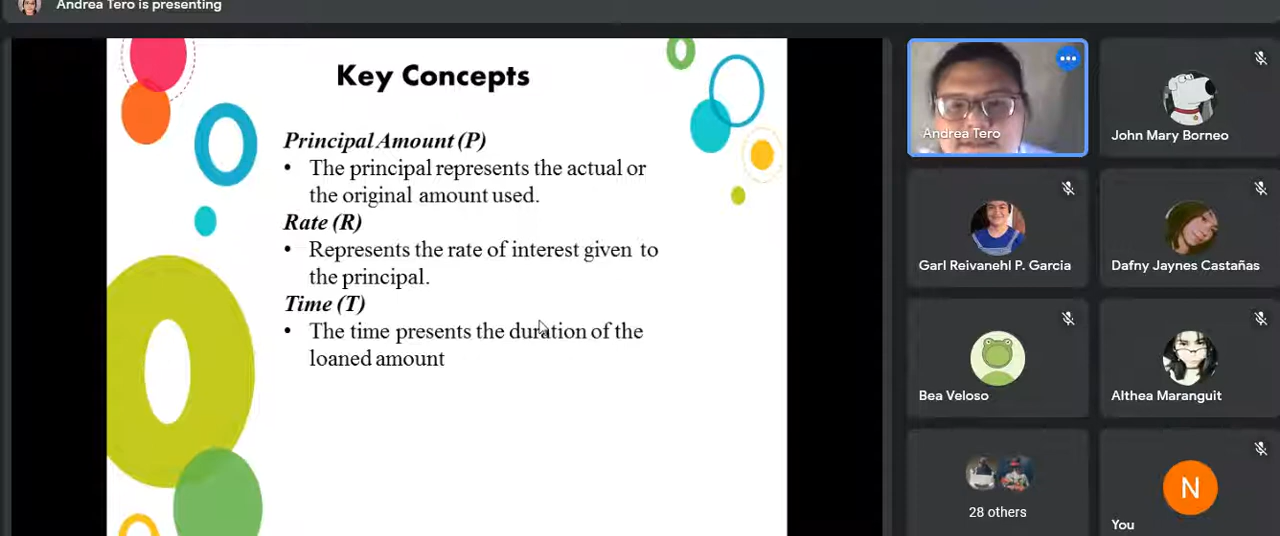 Andrea Tero is presenting
Key Concepts
Principal Amount (P)
• The principal represents the actual or
the original amount used.
Rate (R)
• Represents the rate of interest given to
the principal.
Time (T)
• The time presents the duration of the
loaned amount
Andrea Tero
John Mary Borneo
Garl Reivanehl P. Garcia
Dafny Jaynes Castañas
Bea Veloso
Althea Maranguit
28 others
N
You